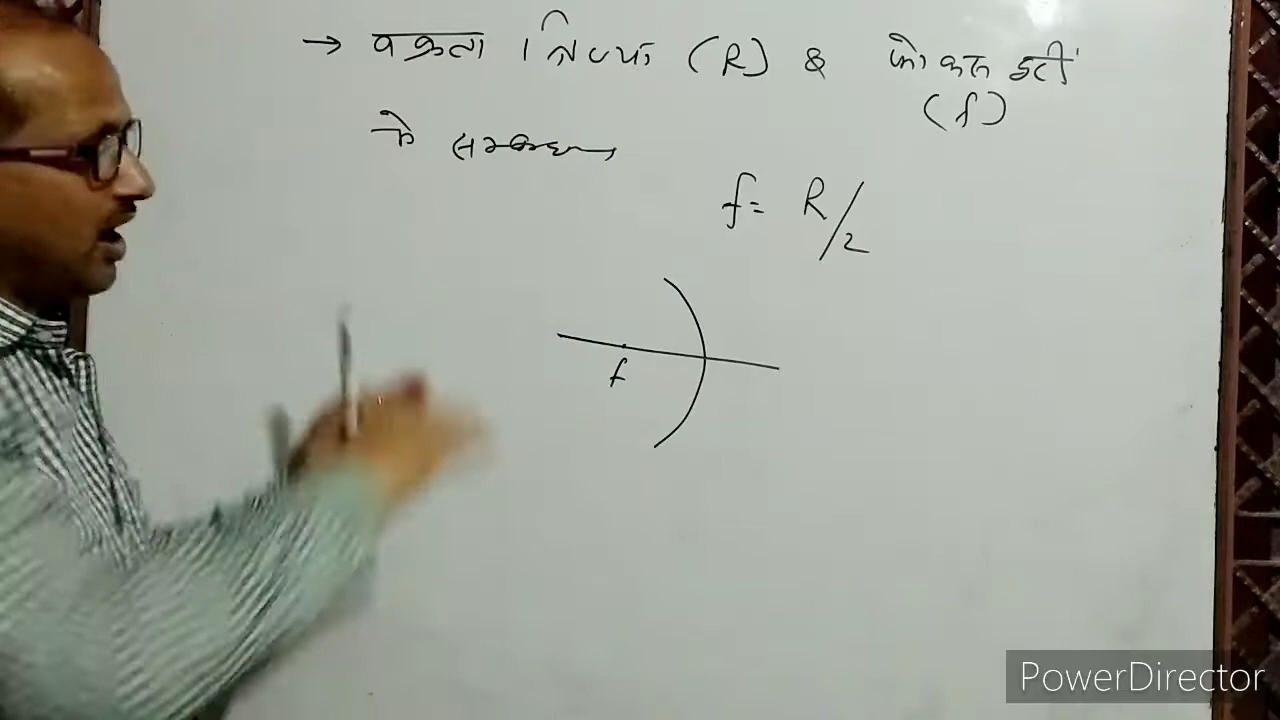 → वक्रता त्रिज्या (R) & फोकस दूरी
(f)
के सम्बन्ध
f = R/2
f
PowerDirector